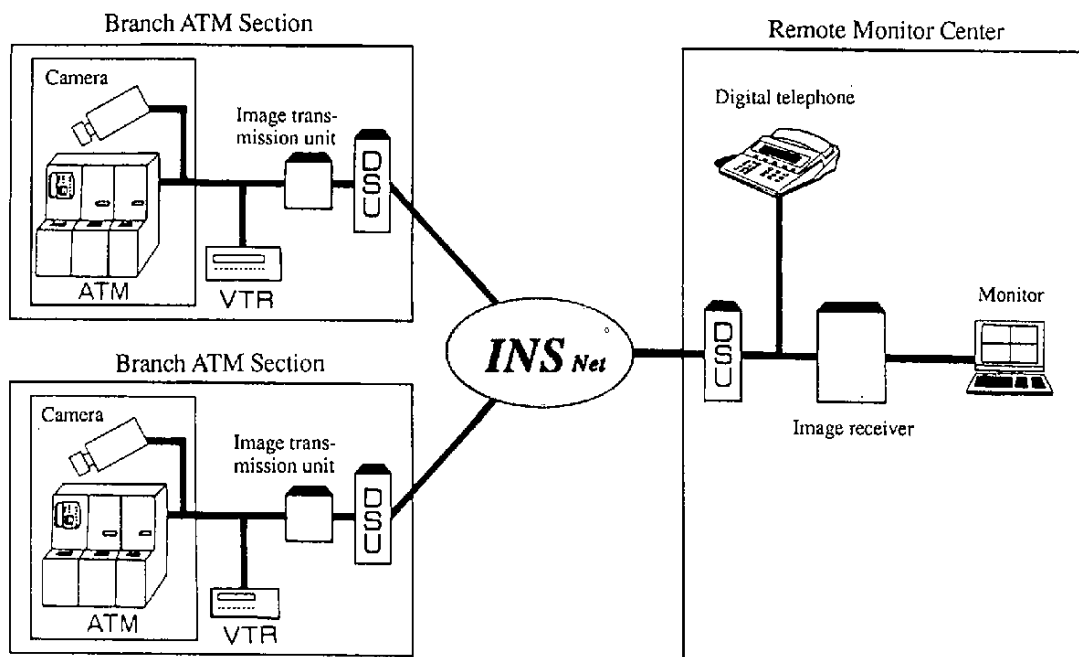 Branch ATM Section
Camera
Image trans-
mission unit
DSU
ATM
VTR
Branch ATM Section
Camera
Image trans-
mission unit
DSU
ATM
VTR
INS Net
Remote Monitor Center
Digital telephone
DSU
Monitor
Image receiver